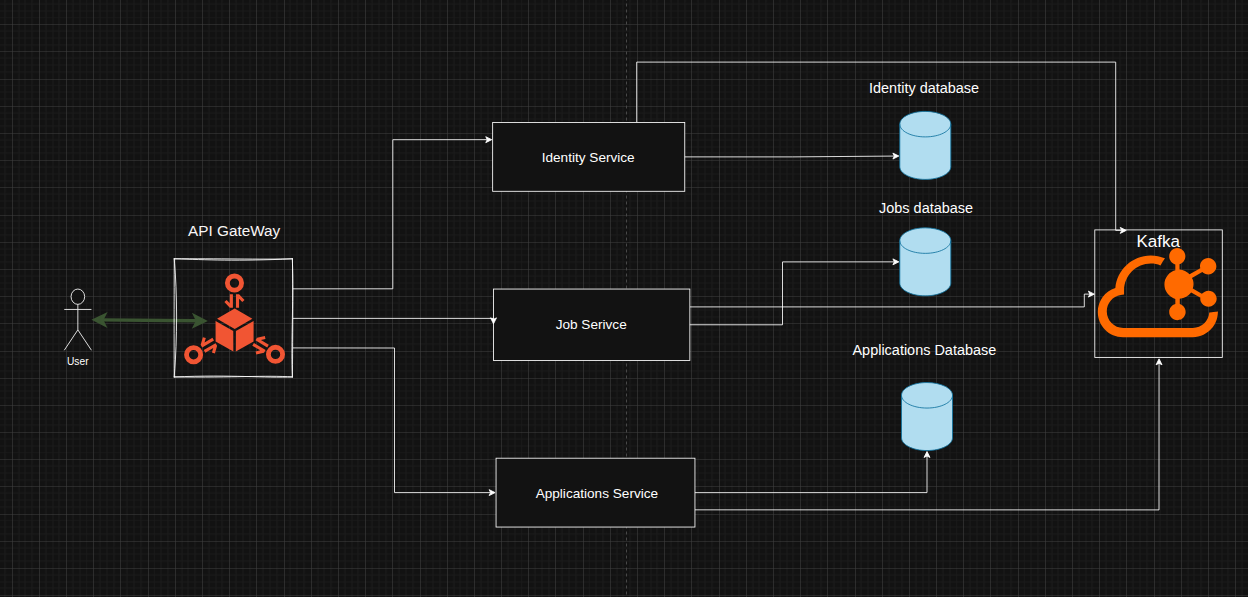 Identity database
Identity Service
Jobs database
API GateWay
Kafka
Job Serivce
Applications Database
User
Applications Service